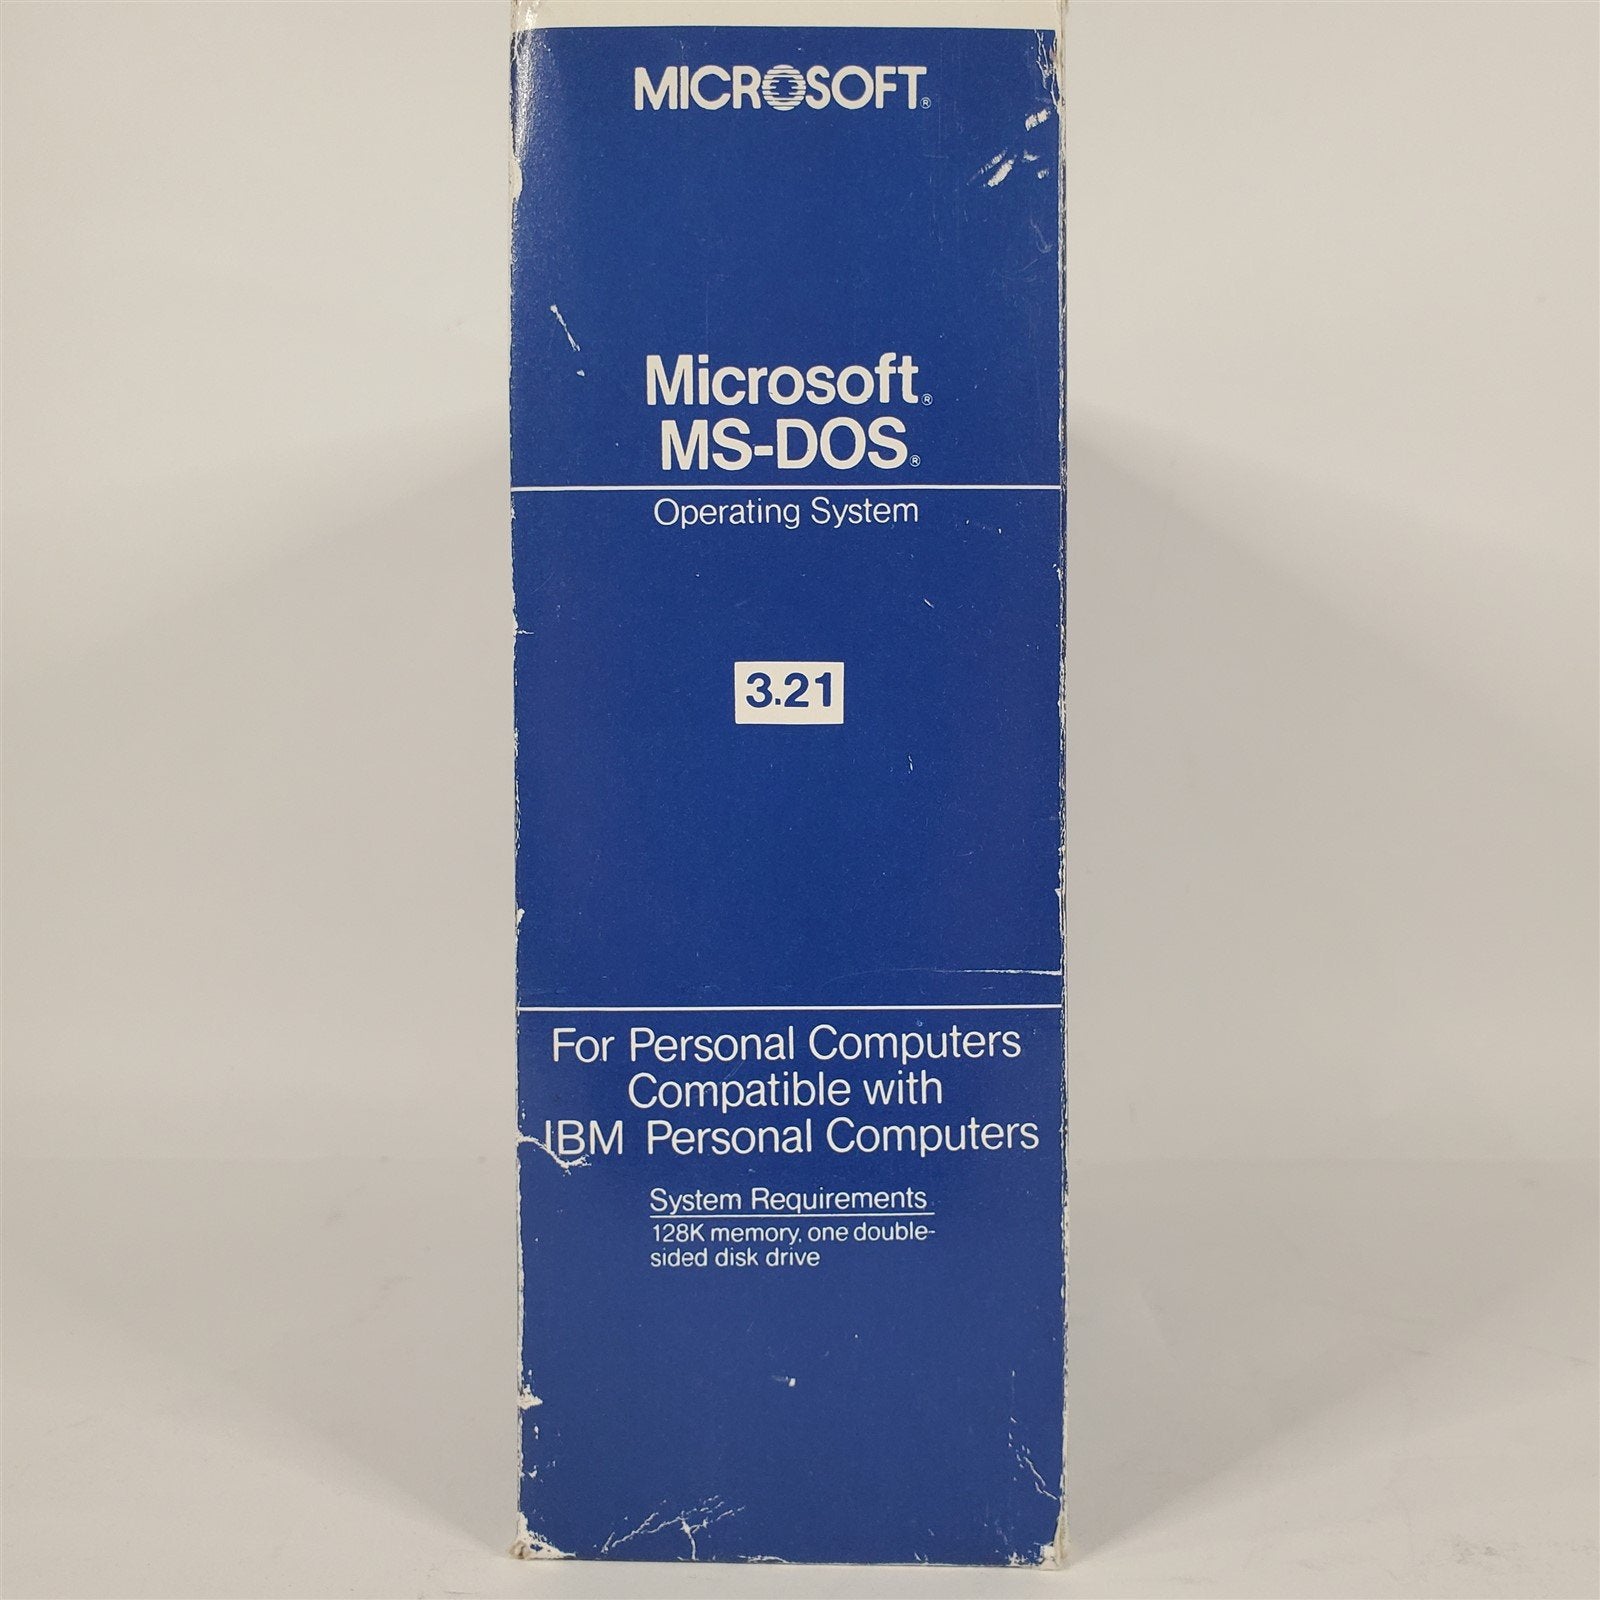 MICROSOFT®
Microsoft®
MS-DOS®
Operating System
3.21
For Personal Computers
Compatible with
IBM Personal Computers
System Requirements
128K memory, one double-
sided disk drive